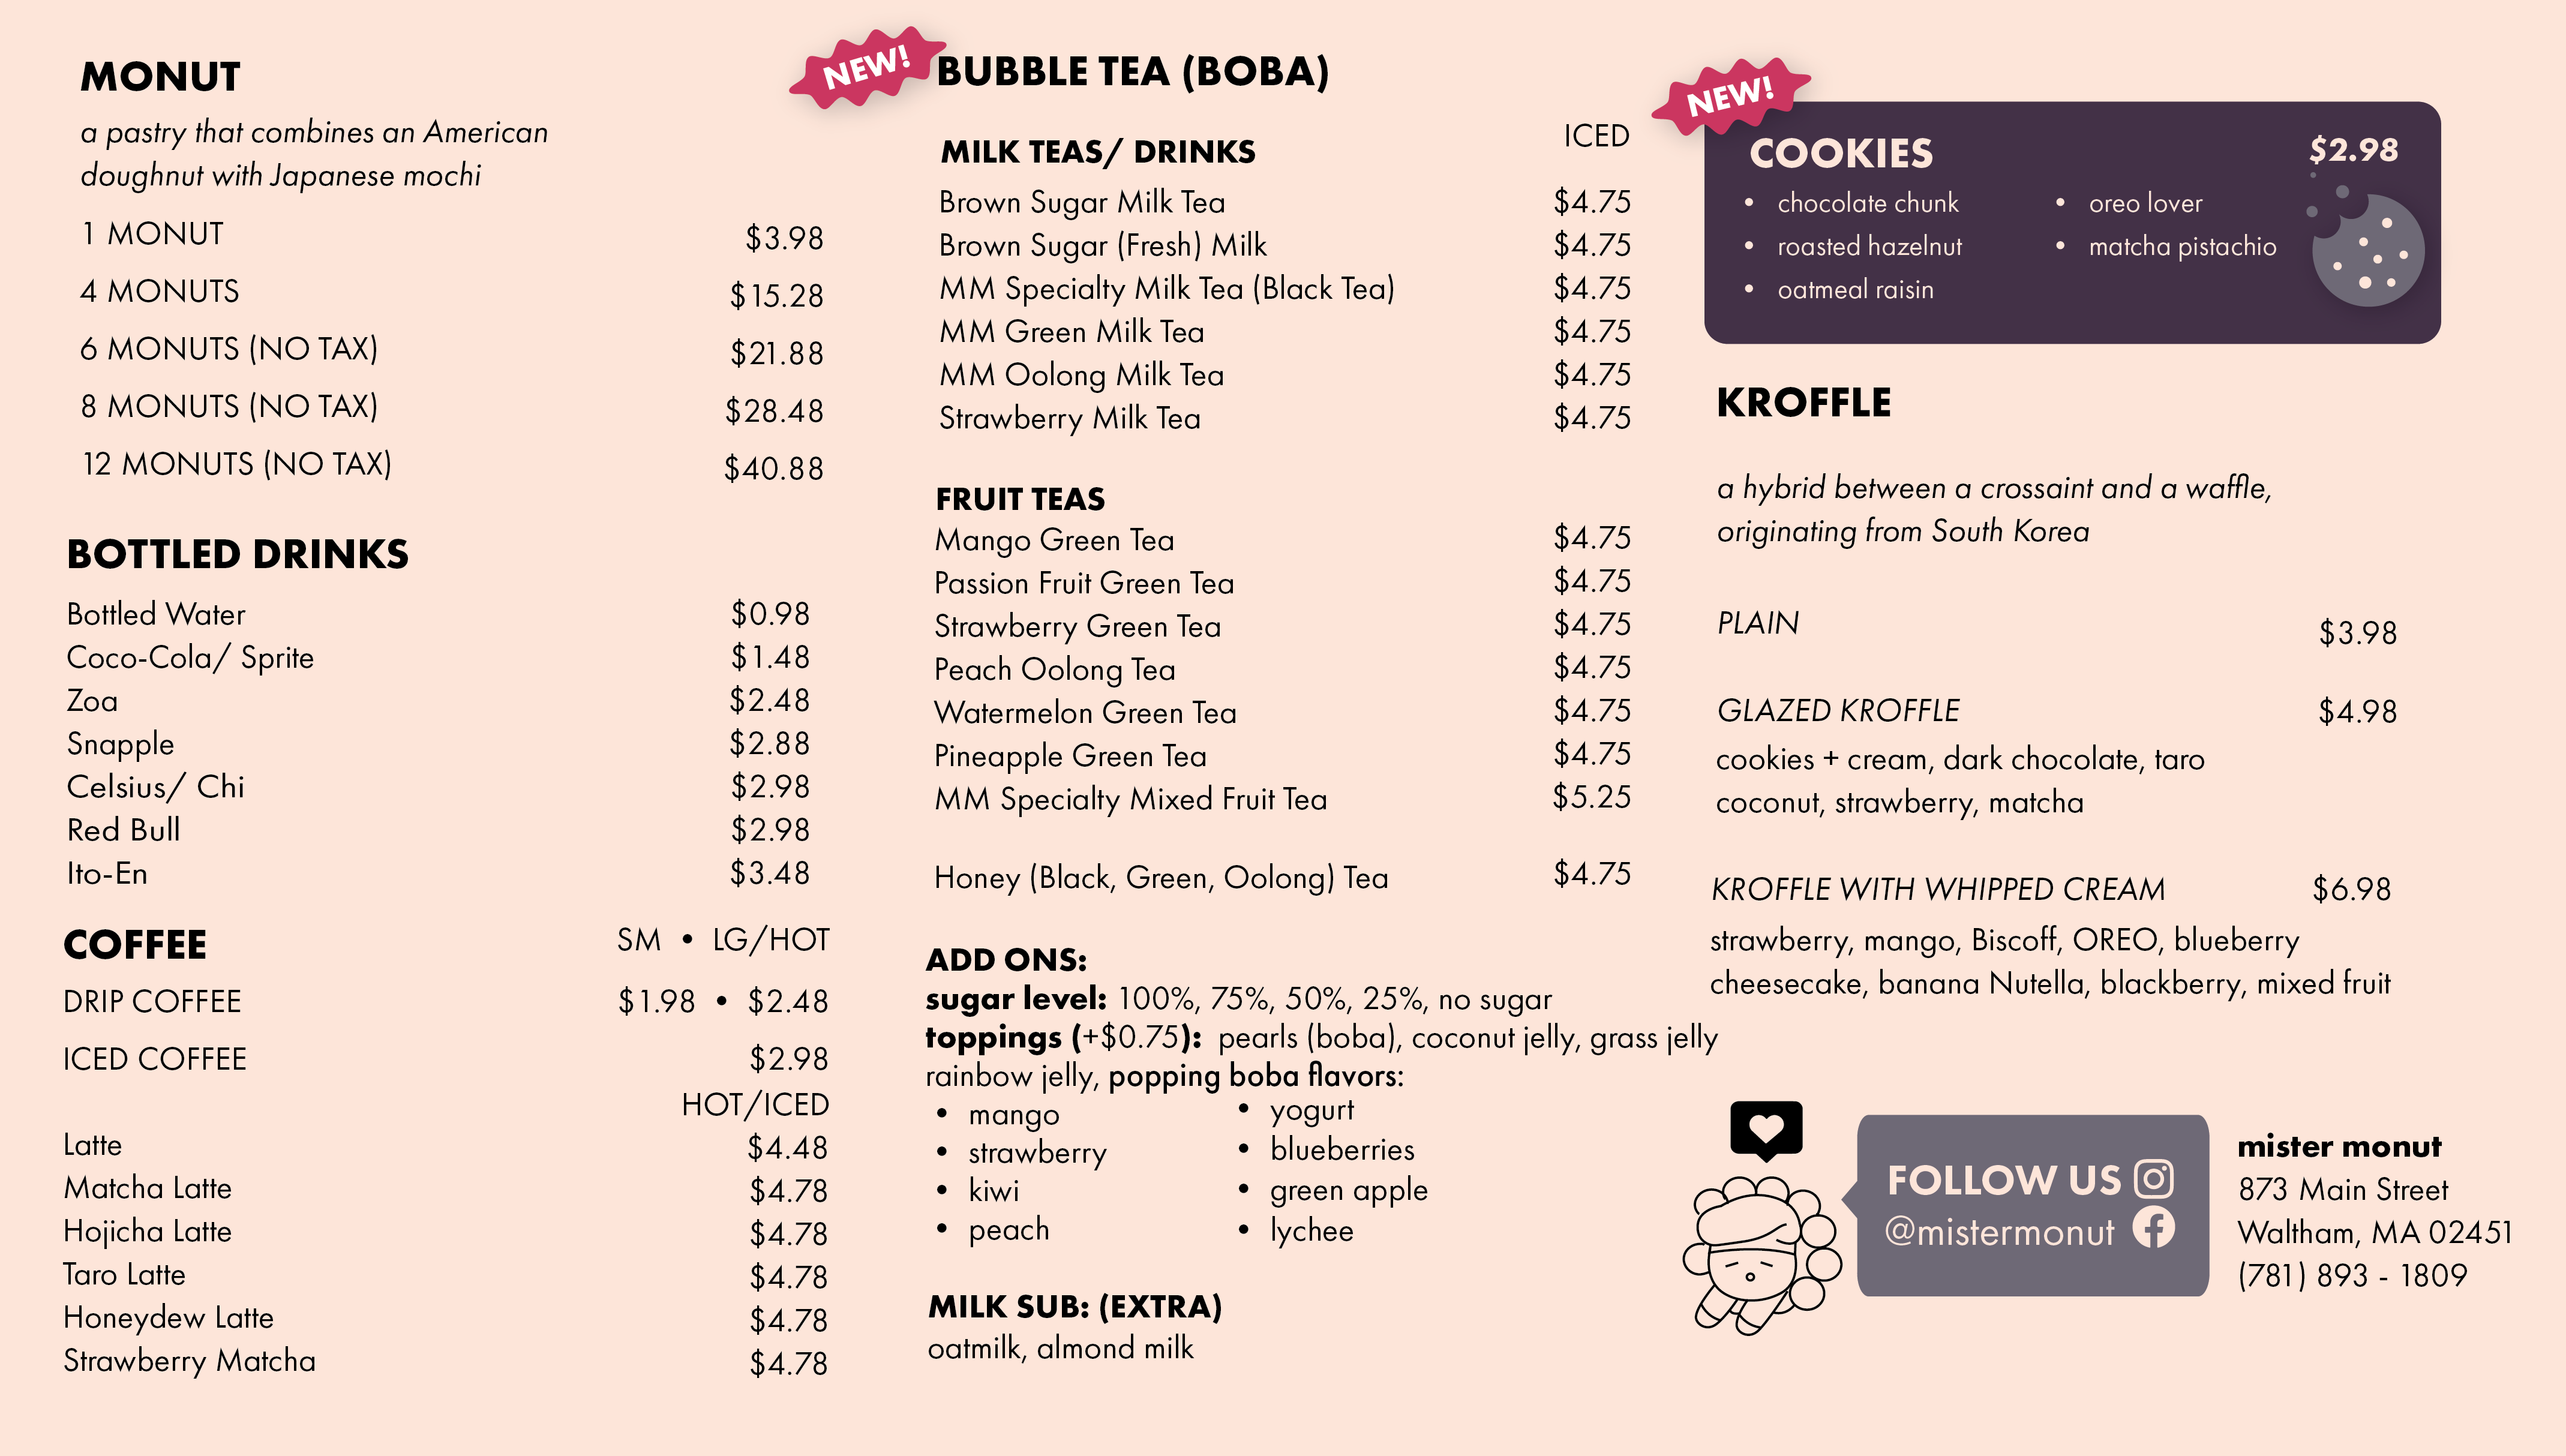 MONUT
a pastry that combines an American
doughnut with Japanese mochi
1 MONUT $3.98
4 MONUTS $15.28
6 MONUTS (NO TAX) $21.88
8 MONUTS (NO TAX) $28.48
12 MONUTS (NO TAX) $40.88
BOTTLED DRINKS
Bottled Water $0.98
Coco-Cola/ Sprite $1.48
Zoa $2.48
Snapple $2.88
Celsius/ Chi $2.98
Red Bull $2.98
Ito-En $3.48
COFFEE SM • LG/HOT
DRIP COFFEE $1.98 • $2.48
ICED COFFEE $2.98
HOT/ICED
Latte $4.48
Matcha Latte $4.78
Hojicha Latte $4.78
Taro Latte $4.78
Honeydew Latte $4.78
Strawberry Matcha $4.78
NEW!
BUBBLE TEA (BOBA)
ICED
MILK TEAS/ DRINKS
Brown Sugar Milk Tea $4.75
Brown Sugar (Fresh) Milk $4.75
MM Specialty Milk Tea (Black Tea) $4.75
MM Green Milk Tea $4.75
MM Oolong Milk Tea $4.75
Strawberry Milk Tea $4.75
FRUIT TEAS
Mango Green Tea $4.75
Passion Fruit Green Tea $4.75
Strawberry Green Tea $4.75
Peach Oolong Tea $4.75
Watermelon Green Tea $4.75
Pineapple Green Tea $4.75
MM Specialty Mixed Fruit Tea $5.25
Honey (Black, Green, Oolong) Tea $4.75
ADD ONS:
sugar level: 100%, 75%, 50%, 25%, no sugar
toppings (+$0.75): pearls (boba), coconut jelly, grass jelly
rainbow jelly, popping boba flavors:
• mango
• strawberry
• kiwi
• peach
• yogurt
• blueberries
• green apple
• lychee
MILK SUB: (EXTRA)
oatmilk, almond milk
NEW!
COOKIES $2.98
• chocolate chunk
• roasted hazelnut
• oatmeal raisin
• oreo lover
• matcha pistachio
KROFFLE
a hybrid between a crossaint and a waffle,
originating from South Korea
PLAIN $3.98
GLAZED KROFFLE $4.98
cookies + cream, dark chocolate, taro
coconut, strawberry, matcha
KROFFLE WITH WHIPPED CREAM $6.98
strawberry, mango, Biscoff, OREO, blueberry
cheesecake, banana Nutella, blackberry, mixed fruit
FOLLOW US
@mistermonut
mister monut
873 Main Street
Waltham, MA 02451
(781) 893 - 1809